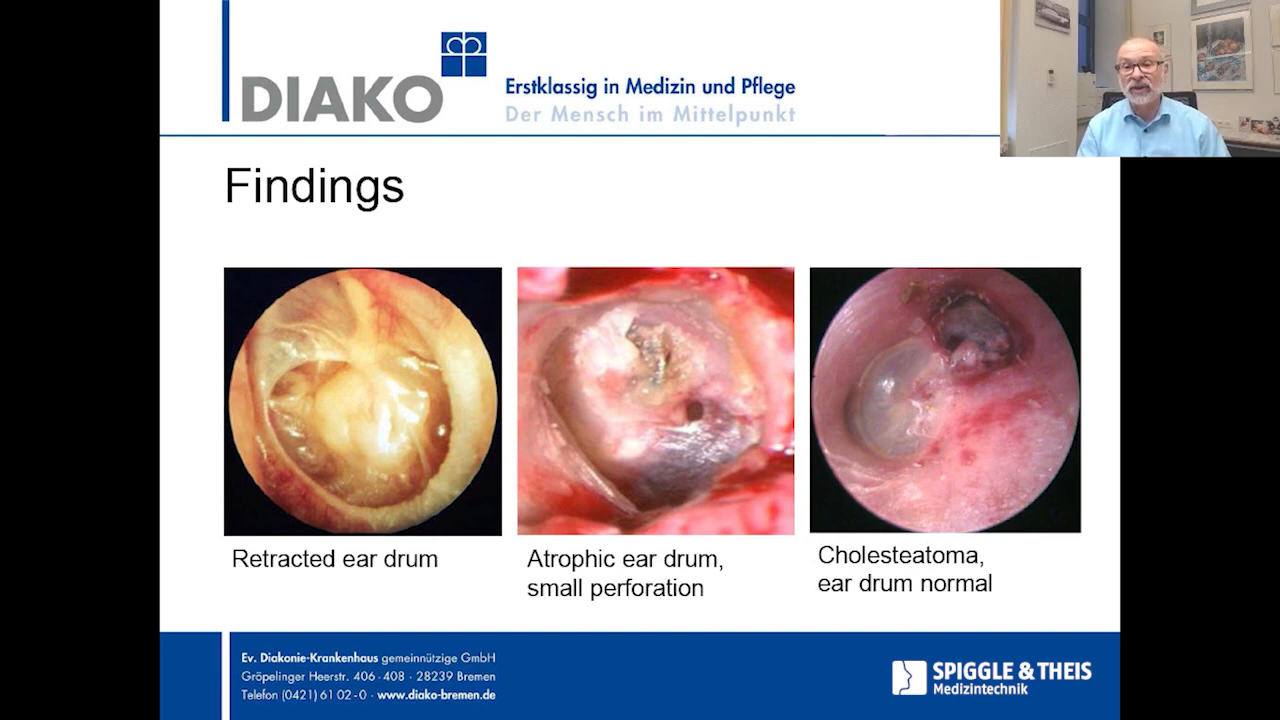 DIAKO
Erstklassig in Medizin und Pflege
Der Mensch im Mittelpunkt
Findings
Retracted ear drum
Atrophic ear drum,
small perforation
Cholesteatoma,
ear drum normal
Ev. Diakonie-Krankenhaus gemeinnützige GmbH
Gröpelinger Heerstr. 406 - 408 · 28239 Bremen
Telefon (0421) 61 02 - 0 · www.diako-bremen.de
SPIGGLE & THEIS
Medizintechnik